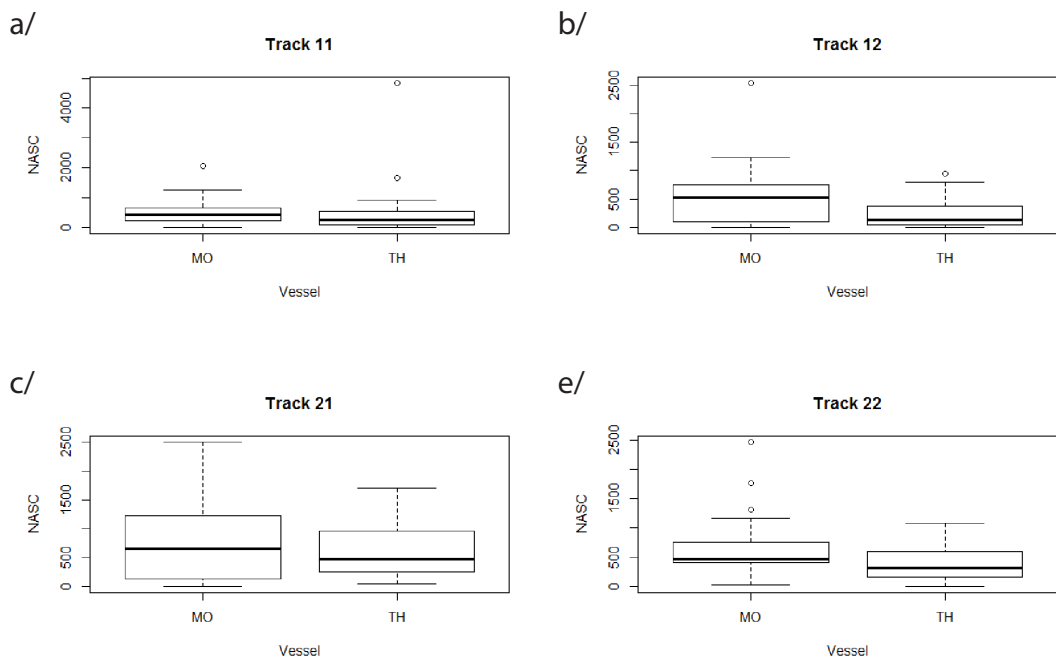 a/
Track 11
NASC
0
2000
4000
MO
TH
Vessel
b/
Track 12
NASC
0
500
1500
2500
MO
TH
Vessel
c/
Track 21
NASC
0
500
1500
2500
MO
TH
Vessel
e/
Track 22
NASC
0
500
1500
2500
MO
TH
Vessel